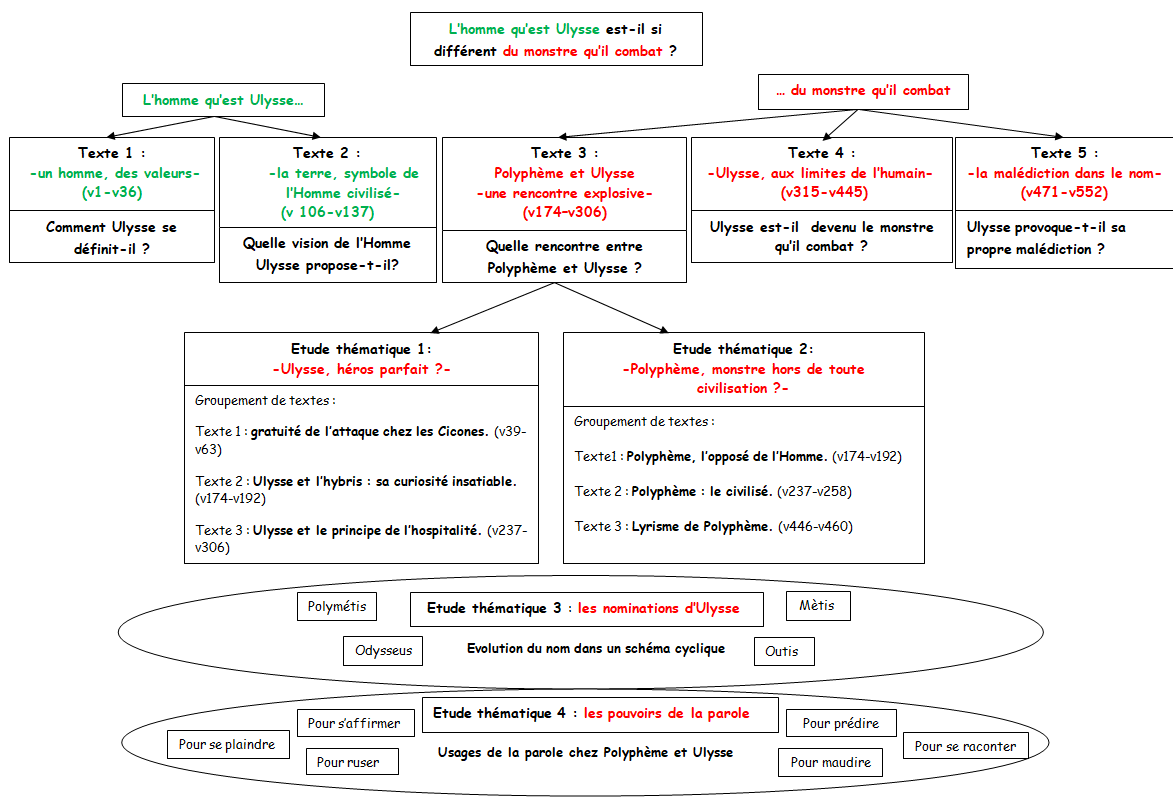 L'homme qu'est Ulysse est-il si
différent du monstre qu'il combat ?
L'homme qu'est Ulysse…
… du monstre qu'il combat
Texte 1 :
-un homme, des valeurs-
(v1-v36)
Comment Ulysse se
définit-il ?
Texte 2 :
-la terre, symbole de
l'Homme civilisé-
(v 106-v137)
Quelle vision de l'Homme
Ulysse propose-t-il?
Texte 3 :
Polyphème et Ulysse
-une rencontre explosive-
(v174–v306)
Quelle rencontre entre
Polyphème et Ulysse ?
Texte 4 :
-Ulysse, aux limites de l'humain-
(v315-v445)
Ulysse est-il devenu le monstre
qu'il combat ?
Texte 5 :
-la malédiction dans le nom-
(v471-v552)
Ulysse provoque-t-il sa
propre malédiction ?
Etude thématique 1:
-Ulysse, héros parfait ?-
Groupement de textes :
Texte 1 : gratuité de l'attaque chez les Cicones. (v39-
v63)
Texte 2 : Ulysse et l'hybris : sa curiosité insatiable.
(v174-v192)
Texte 3 : Ulysse et le principe de l'hospitalité. (v237-
v306)
Etude thématique 2:
-Polyphème, monstre hors de toute
civilisation ?-
Groupement de textes :
Texte1 : Polyphème, l'opposé de l'Homme. (v174-v192)
Texte 2 : Polyphème : le civilisé. (v237-v258)
Texte 3 : Lyrisme de Polyphème. (v446-v460)
Polymétis
Etude thématique 3 : les nominations d'Ulysse
Mètis
Odysseus
Evolution du nom dans un schéma cyclique
Outis
Pour s'affirmer
Etude thématique 4 : les pouvoirs de la parole
Pour prédire
Pour se plaindre
Usages de la parole chez Polyphème et Ulysse
Pour se raconter
Pour ruser
Pour maudire